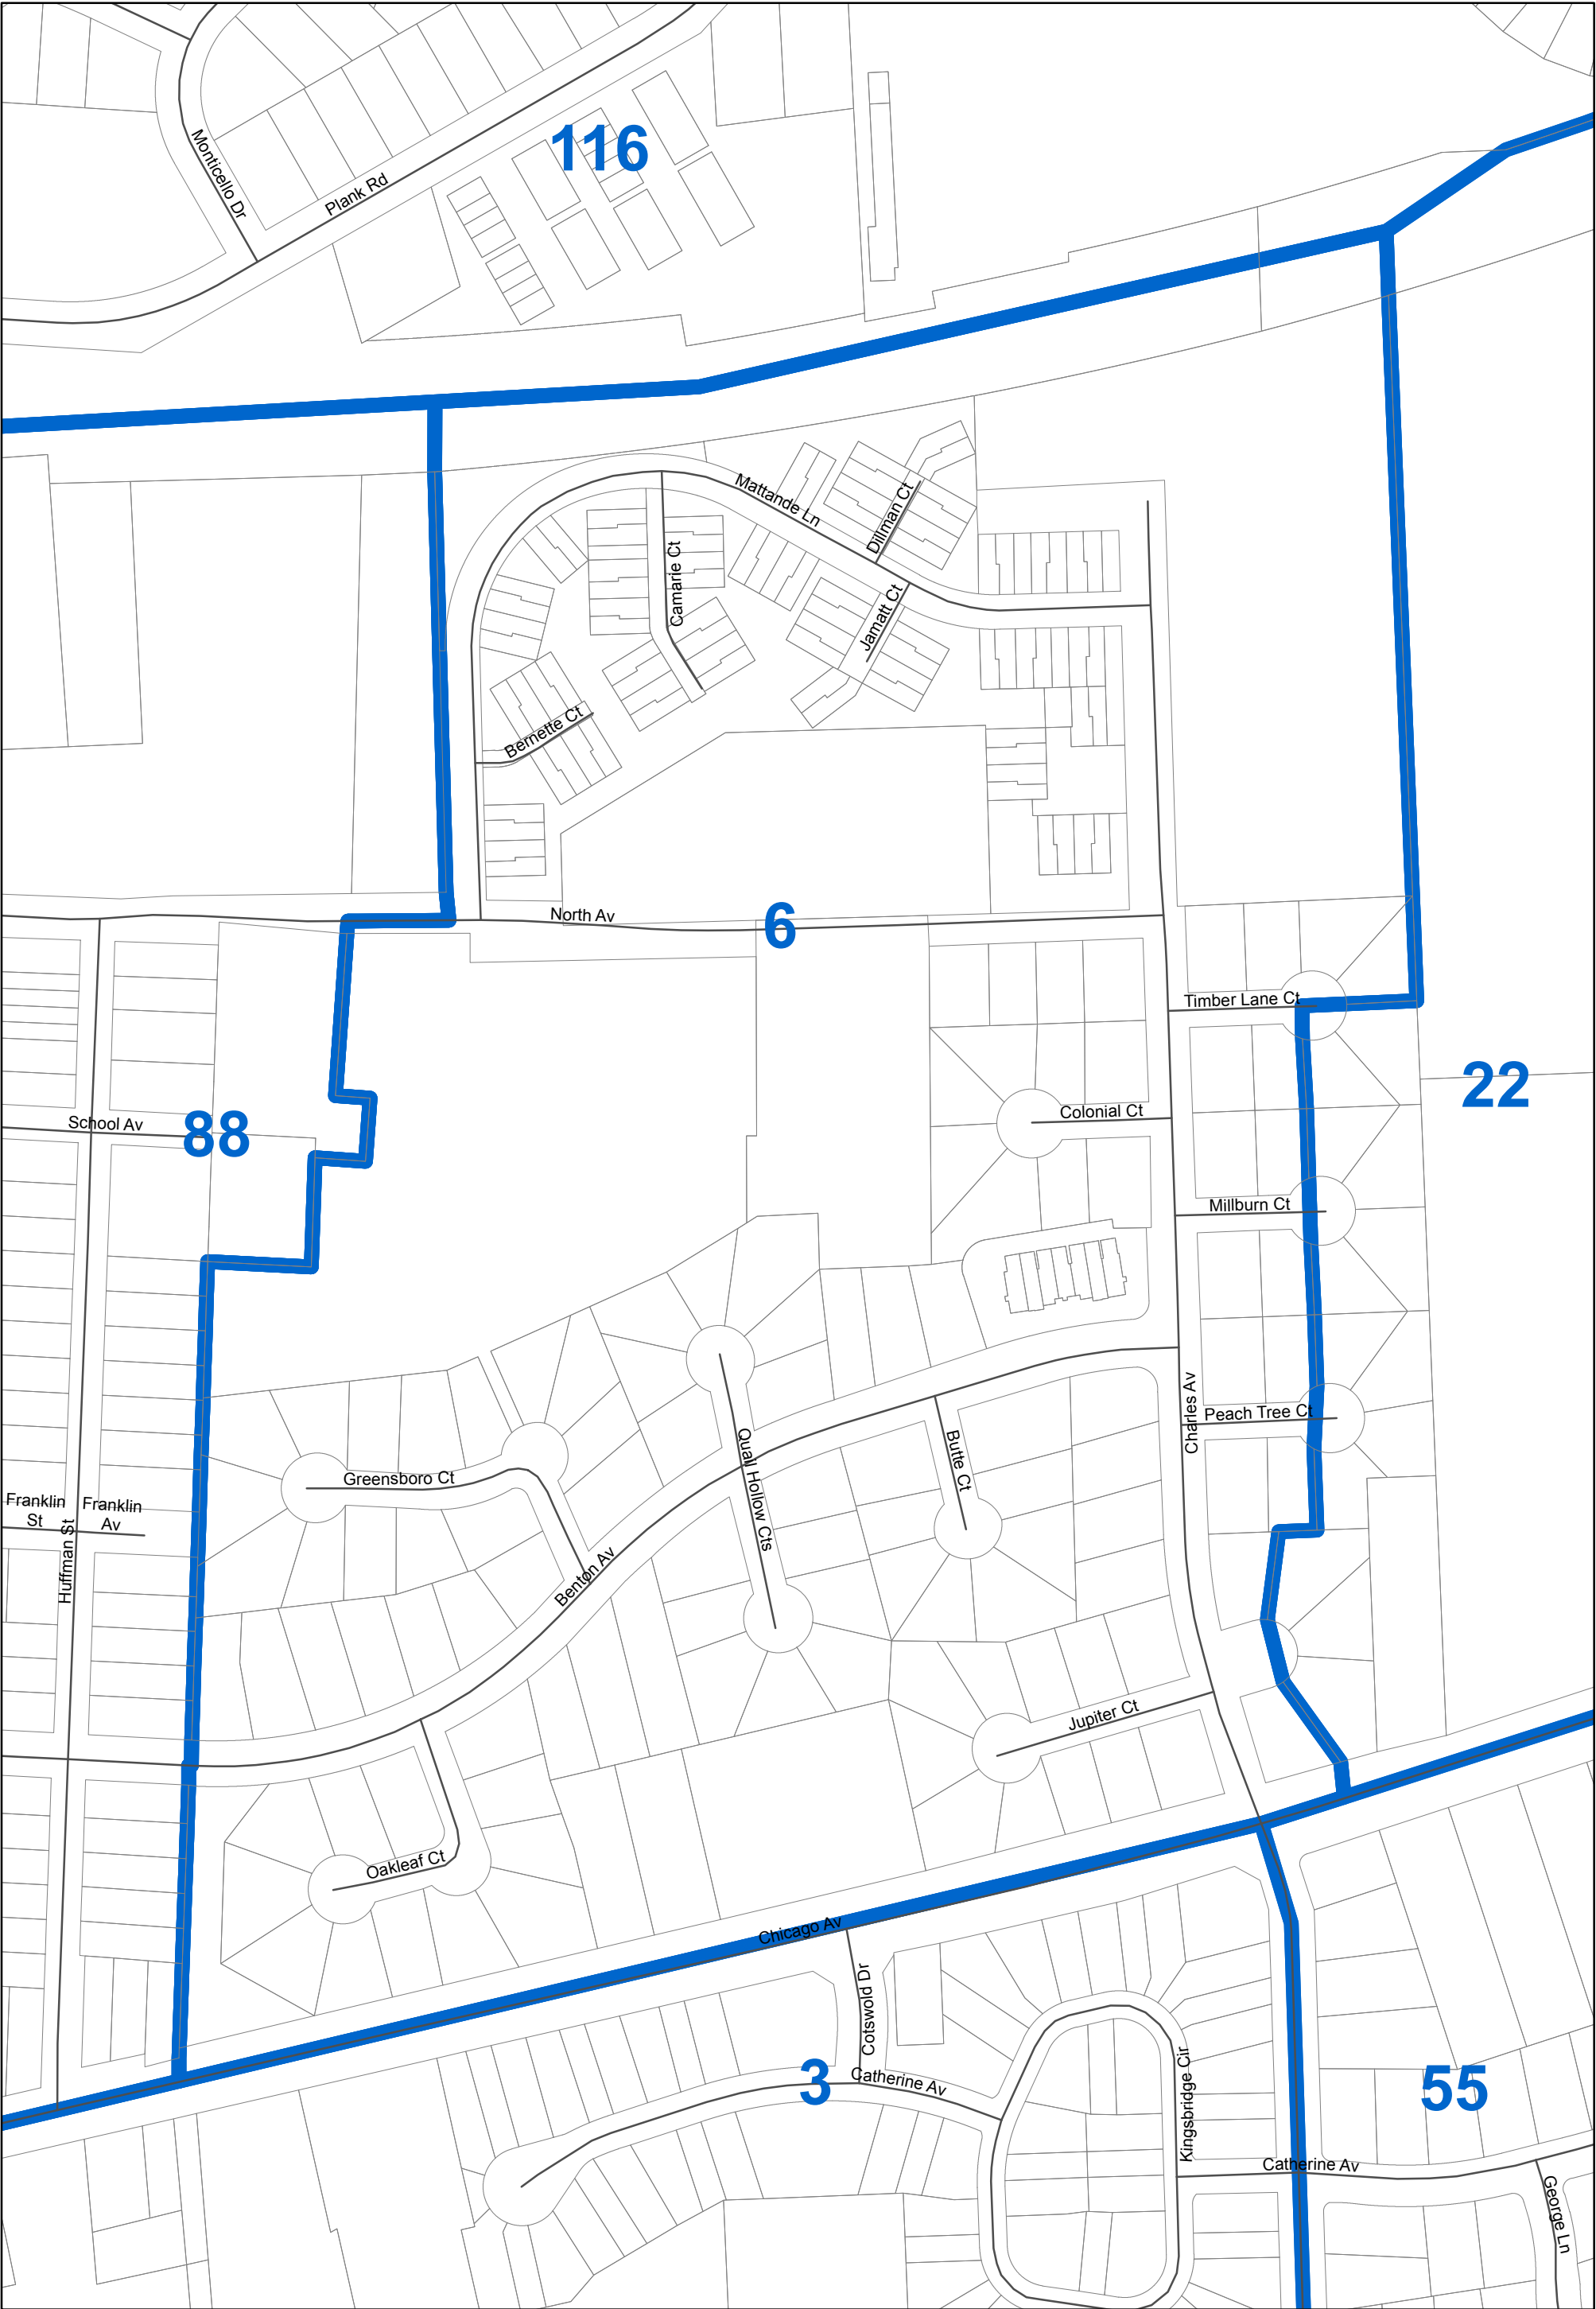 116
Monticello Dr
Plank Rd
Mattande Ln
Dillman Ct
Camarie Ct
Jamatt Ct
Bernette Ct
North Av
6
Timber Lane Ct
22
School Av
88
Colonial Ct
Millburn Ct
Charles Av
Peach Tree Ct
Quail Hollow Cts
Butte Ct
Greensboro Ct
Franklin
St
Franklin
Av
Huffman St
Benton Av
Jupiter Ct
Oakleaf Ct
Chicago Av
Cotswold Dr
3
Catherine Av
Kingsbridge Cir
55
Catherine Av
George Ln